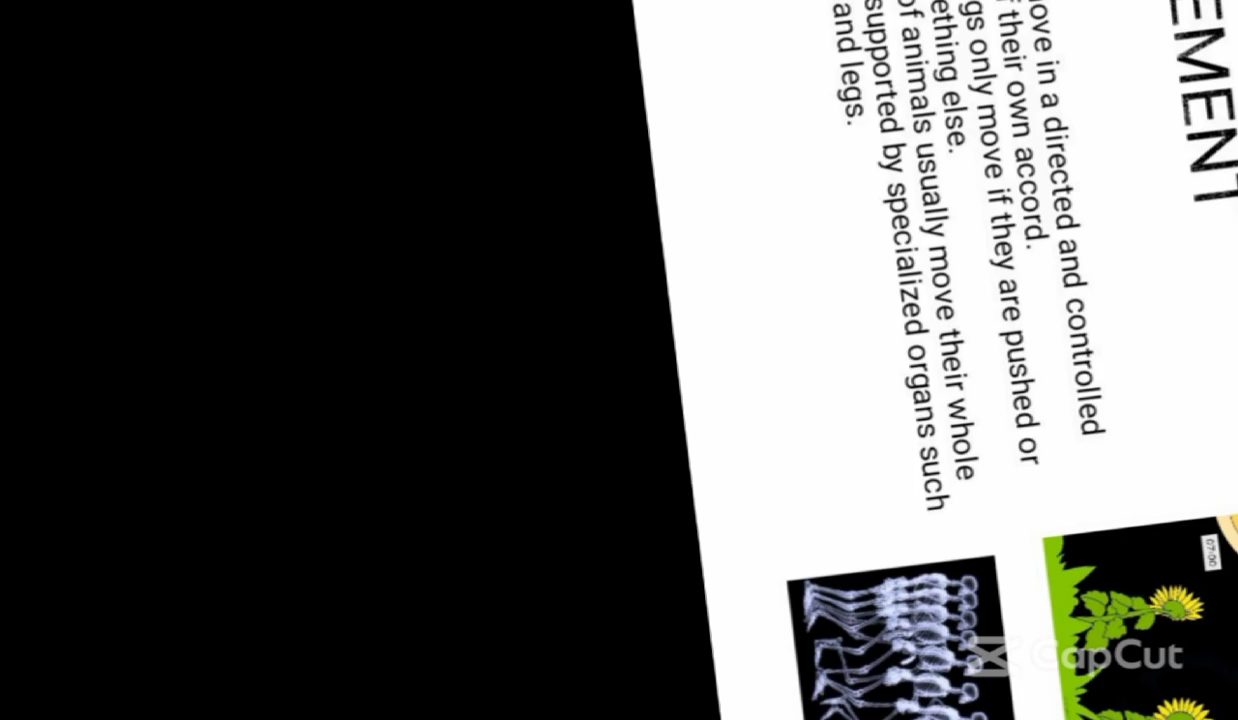 EMENT
ove in a directed and controlled
f their own accord.
gs only move if they are pushed or
ething else.
of animals usually move their whole
supported by specialized organs such
and legs.
07:00
CapCut